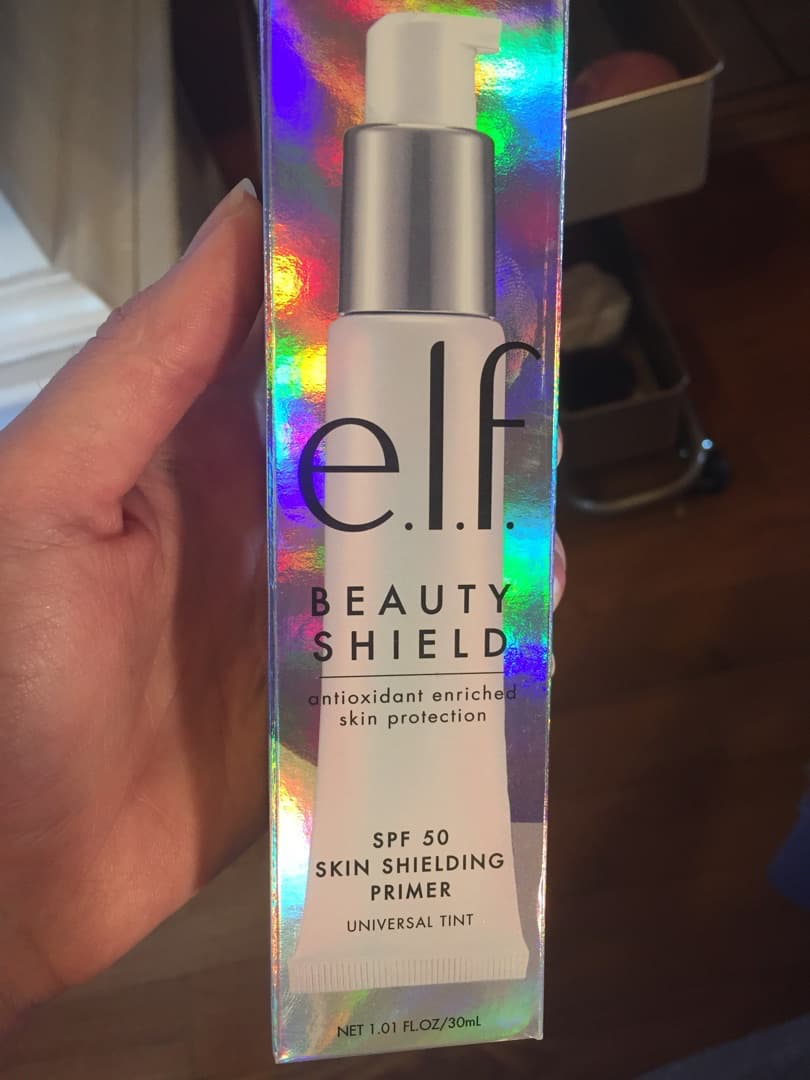 e.l.f.
BEAUTY
SHIELD
antioxidant enriched
skin protection
SPF 50
SKIN SHIELDING
PRIMER
UNIVERSAL TINT
NET 1.01 FL.OZ/30mL